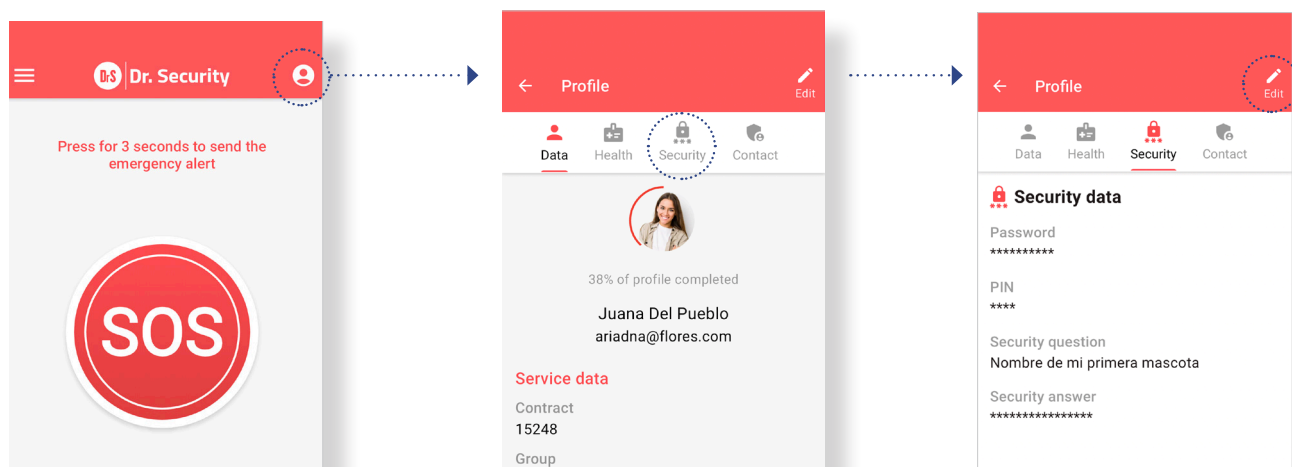 DrS Dr. Security
Press for 3 seconds to send the
emergency alert
SOS
Profile
Edit
Data Health Security Contact
38% of profile completed
Juana Del Pueblo
ariadna@flores.com
Service data
Contract
15248
Group
Profile
Edit
Data Health Security Contact
Security data
Password
**********
PIN
****
Security question
Nombre de mi primera mascota
Security answer
****************